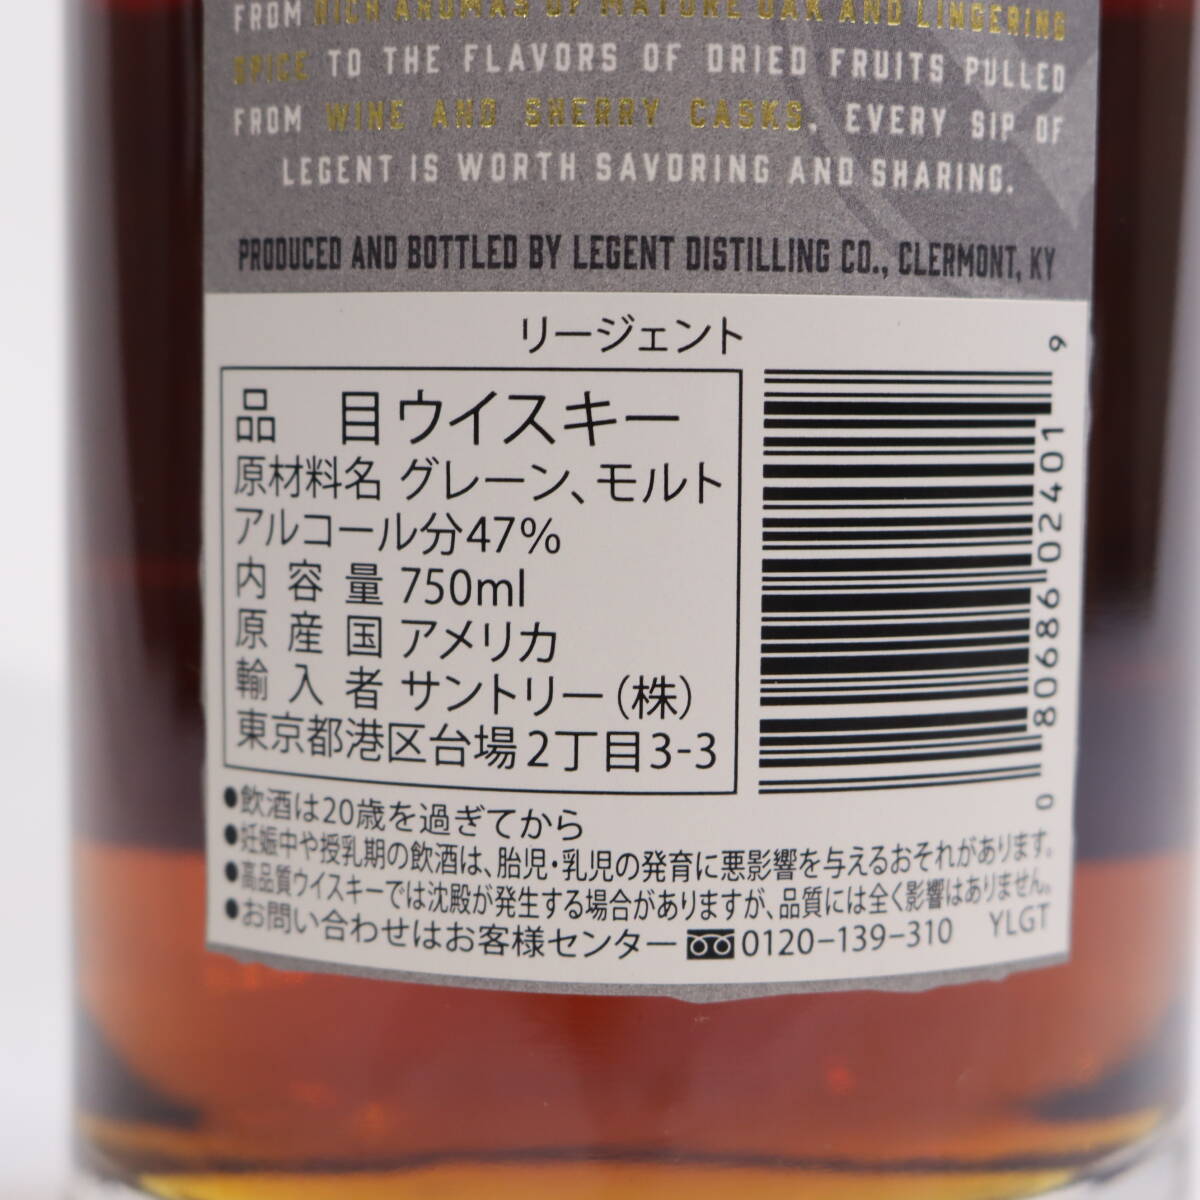 FROM RICH AROMAS OF MATURE OAK AND LINGERING
SPICE TO THE FLAVORS OF DRIED FRUITS PULLED
FROM WINE AND SHERRY CASKS, EVERY SIP OF
LEGENT IS WORTH SAVORING AND SHARING.
PRODUCED AND BOTTLED BY LEGENT DISTILLING CO., CLERMONT, KY
リージェント
品　目 ウイスキー
原材料名 グレーン、モルト
アルコール分47%
内容量 750ml
原産国 アメリカ
輸入者 サントリー(株)
東京都港区台場2丁目3-3
0 80686 02401 9
●飲酒は20歳を過ぎてから
●妊娠中や授乳期の飲酒は、胎児・乳児の発育に悪影響を与えるおそれがあります。
●高品質ウイスキーでは沈殿が発生する場合がありますが、品質には全く影響はありません。
●お問い合わせはお客様センター 0120-139-310 YLGT